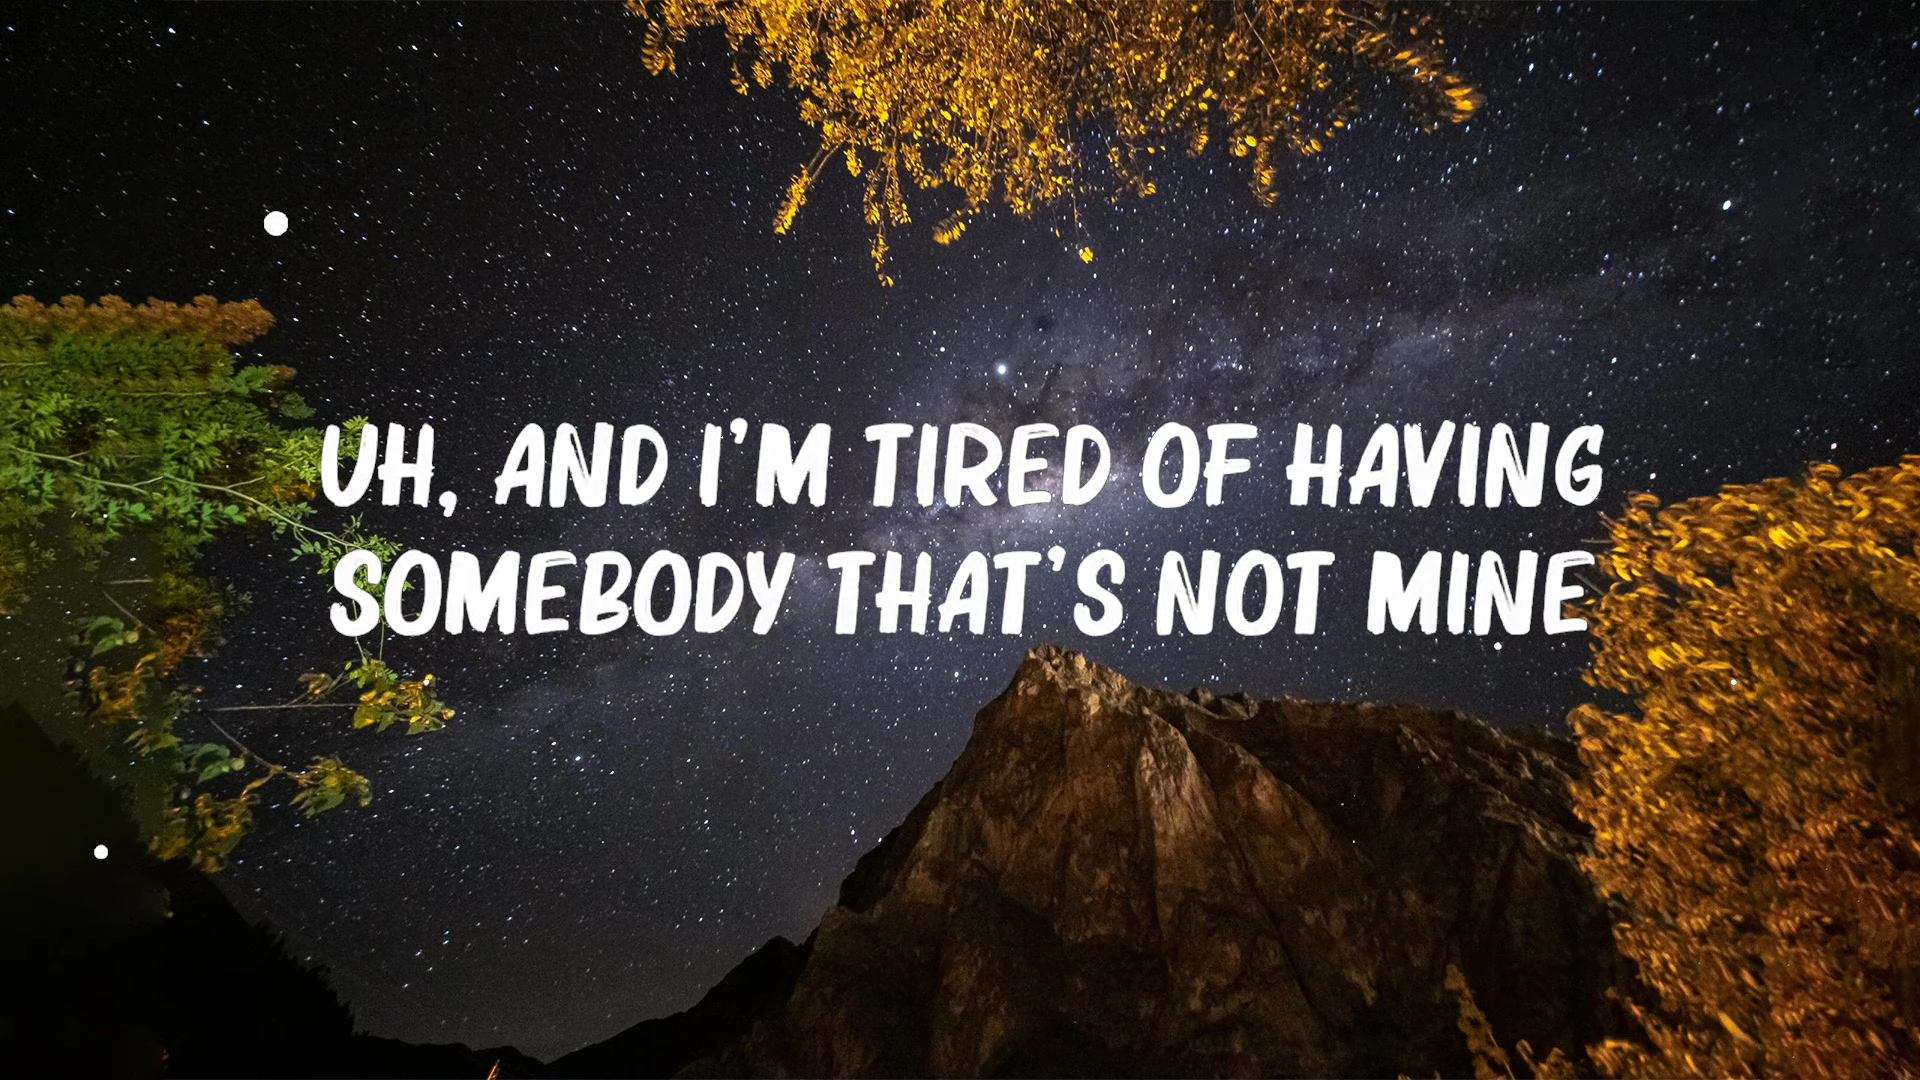 UH, AND I'M TIRED OF HAVING
SOMEBODY THAT'S NOT MINE